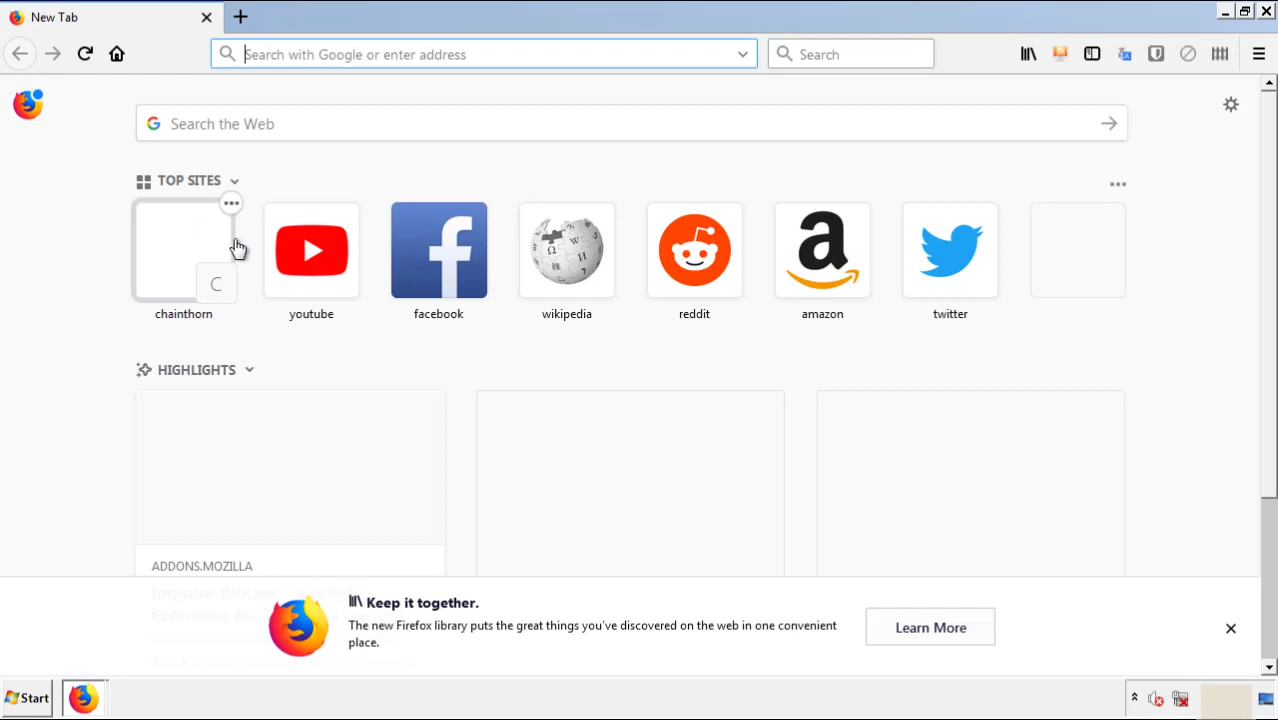 New Tab
Search with Google or enter address
Search
Search the Web
TOP SITES
C
chainthorn
youtube
facebook
wikipedia
reddit
amazon
twitter
HIGHLIGHTS
ADDONS.MOZILLA
Keep it together.
The new Firefox library puts the great things you've discovered on the web in one convenient
place.
Learn More
Start